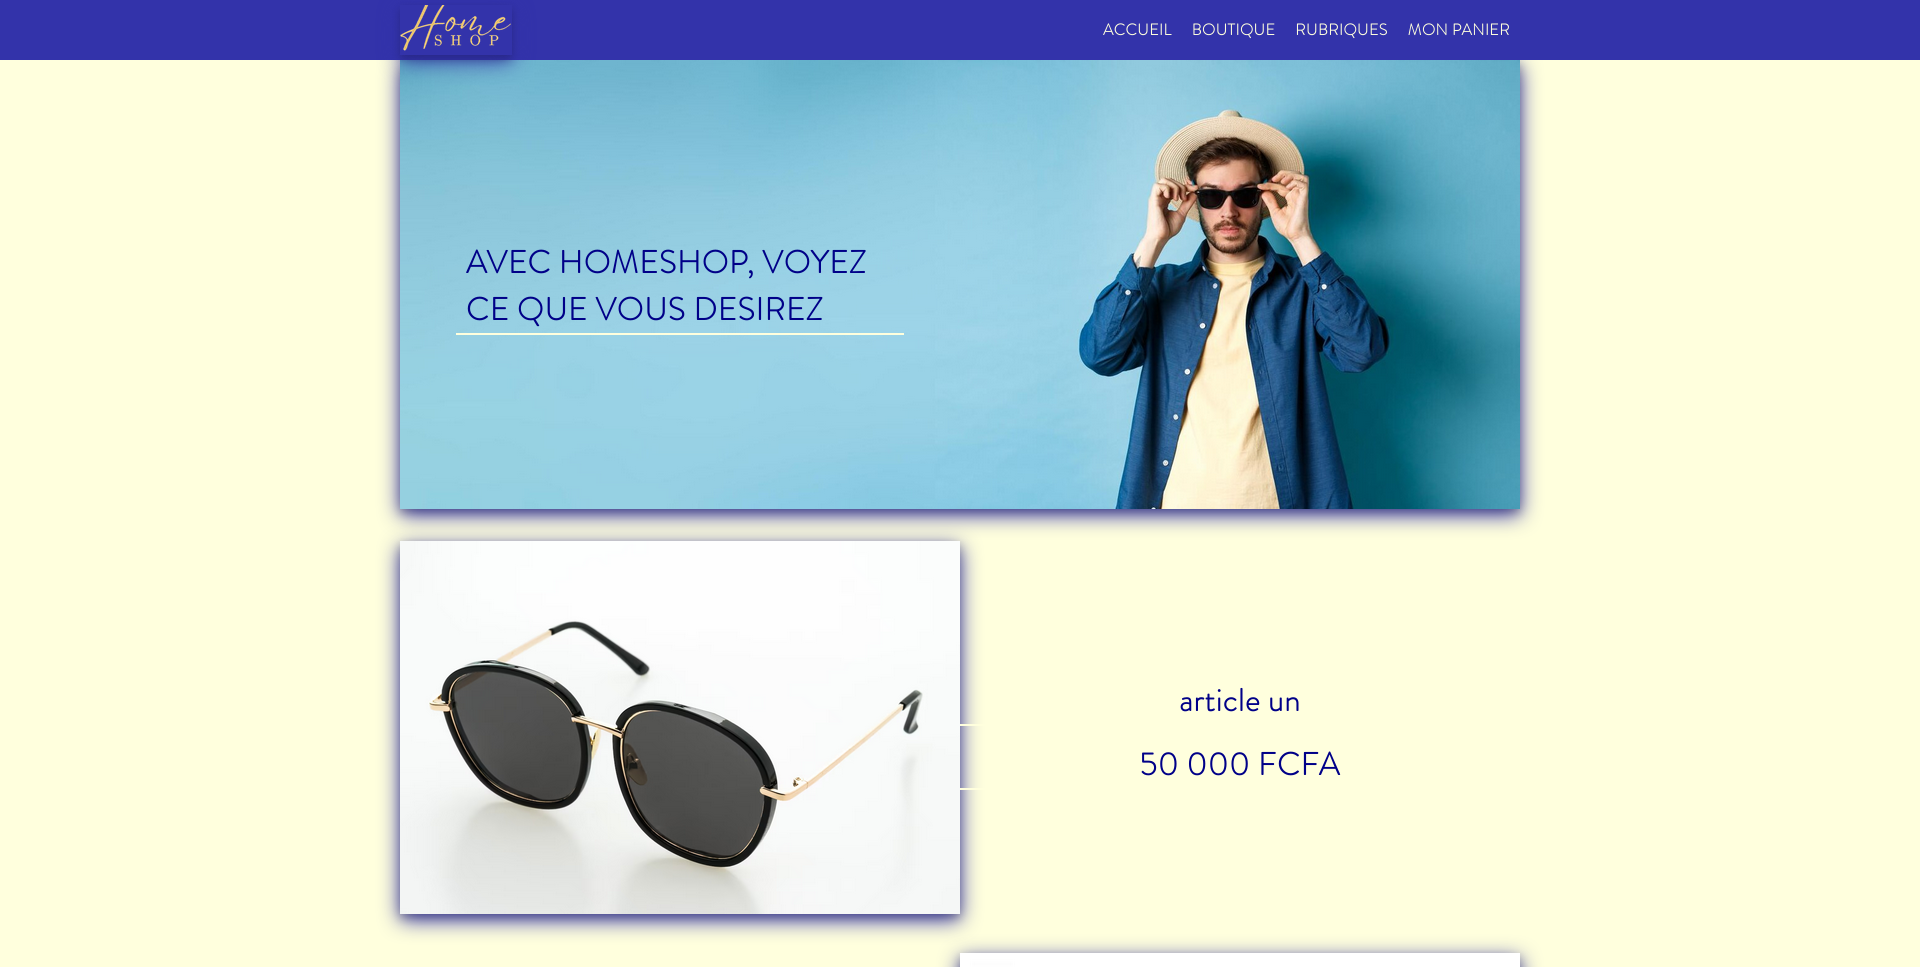 Home
SHOP
ACCUEIL BOUTIQUE RUBRIQUES MON PANIER
AVEC HOMESHOP, VOYEZ
CE QUE VOUS DESIREZ
article un
50 000 FCFA